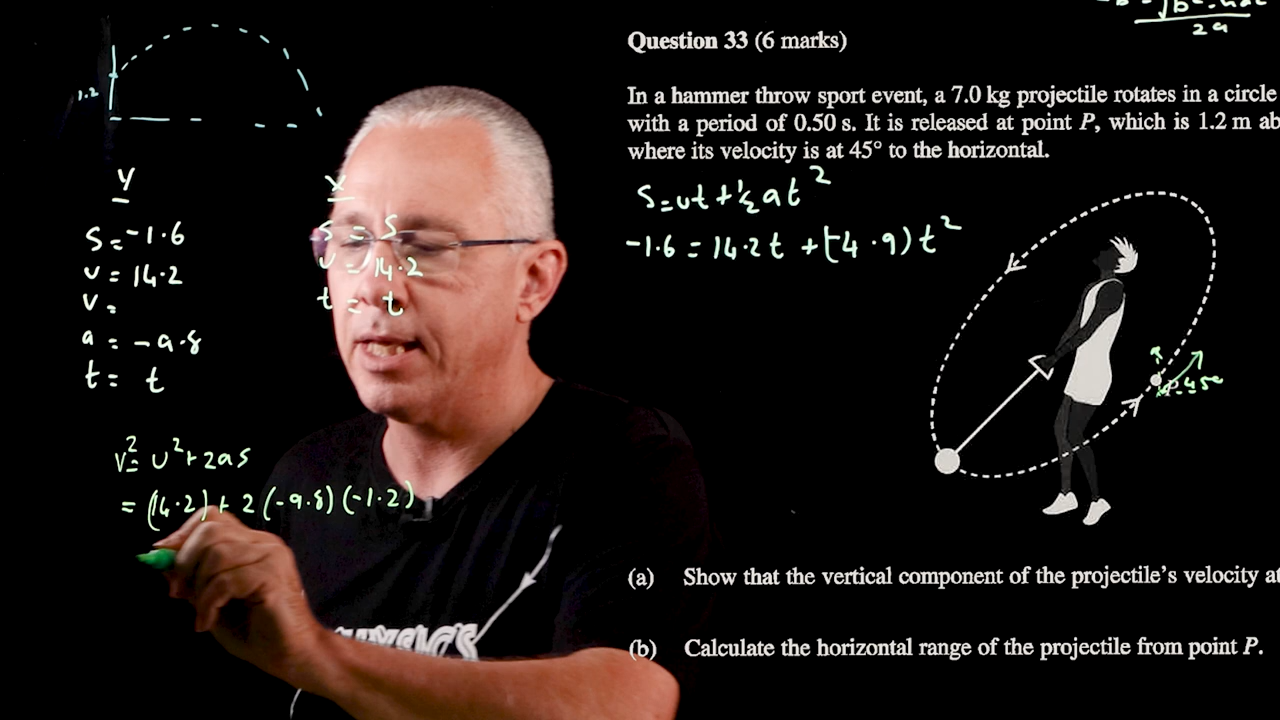 2a
Question 33 (6 marks)
In a hammer throw sport event, a 7.0 kg projectile rotates in a circle
with a period of 0.50 s. It is released at point P, which is 1.2 m ab
where its velocity is at 45° to the horizontal.
S=ut+½at²
-1.6 = 14.2t +(-4.9)t²
1.2
Y
S=-1.6
u = 14.2
v =
a = -9.8
t = t
X
S = S
u = 14.2
t = t
v²= u²+2as
= (14.2)+ 2(-9.8)(-1.2)
P 45°
(a) Show that the vertical component of the projectile's velocity at
(b) Calculate the horizontal range of the projectile from point P.
PHYSICS